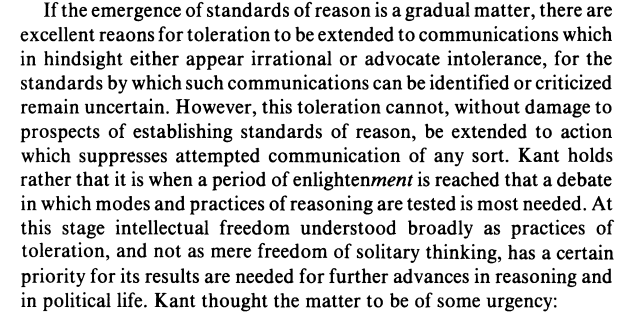 If the emergence of standards of reason is a gradual matter, there are
excellent reaons for toleration to be extended to communications which
in hindsight either appear irrational or advocate intolerance, for the
standards by which such communications can be identified or criticized
remain uncertain. However, this toleration cannot, without damage to
prospects of establishing standards of reason, be extended to action
which suppresses attempted communication of any sort. Kant holds
rather that it is when a period of enlightenment is reached that a debate
in which modes and practices of reasoning are tested is most needed. At
this stage intellectual freedom understood broadly as practices of
toleration, and not as mere freedom of solitary thinking, has a certain
priority for its results are needed for further advances in reasoning and
in political life. Kant thought the matter to be of some urgency: